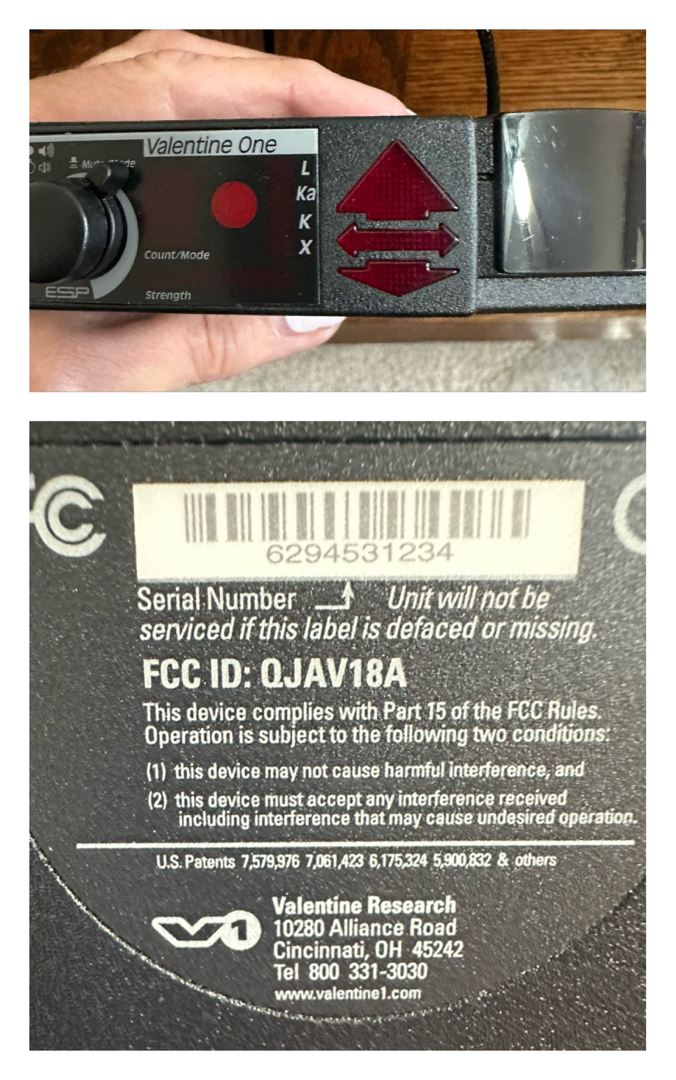 Valentine One
Mute/Mode
L
Ka
K
X
Count/Mode
ESP
Strength
FC
6294531234
Serial Number Unit will not be
serviced if this label is defaced or missing.
FCC ID: QJAV18A
This device complies with Part 15 of the FCC Rules.
Operation is subject to the following two conditions:
(1) this device may not cause harmful interference, and
(2) this device must accept any interference received
including interference that may cause undesired operation.
U.S. Patents 7,579,976 7,061,423 6,175,324 5,900,832 & others
V1
Valentine Research
10280 Alliance Road
Cincinnati, OH 45242
Tel 800 331-3030
www.valentine1.com